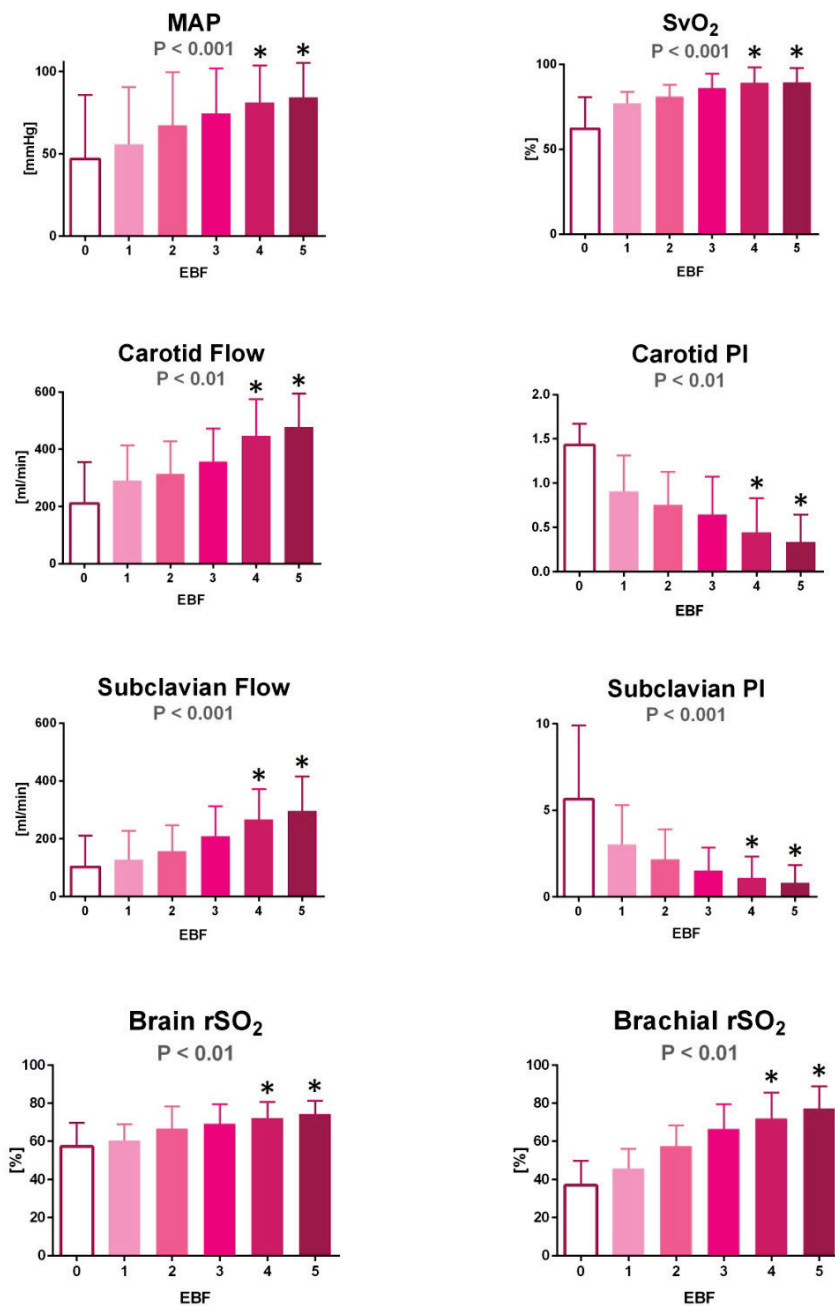 MAP
P < 0.001
* *
100
50
0
[mmHg]
0 1 2 3 4 5
EBF
SvO₂
P < 0.001
* *
100
50
0
[%]
0 1 2 3 4 5
EBF
Carotid Flow
P < 0.01
* *
600
400
200
0
[ml/min]
0 1 2 3 4 5
EBF
Carotid PI
P < 0.01
* *
2.0
1.5
1.0
0.5
0.0
0 1 2 3 4 5
EBF
Subclavian Flow
P < 0.001
* *
600
400
200
0
[ml/min]
0 1 2 3 4 5
EBF
Subclavian PI
P < 0.001
* *
10
5
0
0 1 2 3 4 5
EBF
Brain rSO₂
P < 0.01
* *
100
80
60
40
20
0
[%]
0 1 2 3 4 5
EBF
Brachial rSO₂
P < 0.01
* *
100
80
60
40
20
0
[%]
0 1 2 3 4 5
EBF